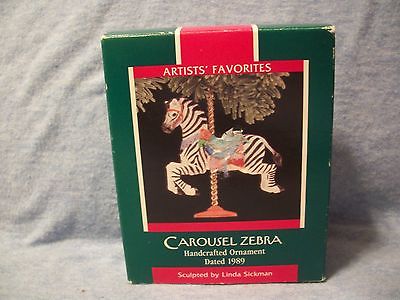 ARTISTS' FAVORITES
CAROUSEL ZEBRA
Handcrafted Ornament
Dated 1989
Sculpted by Linda Sickman